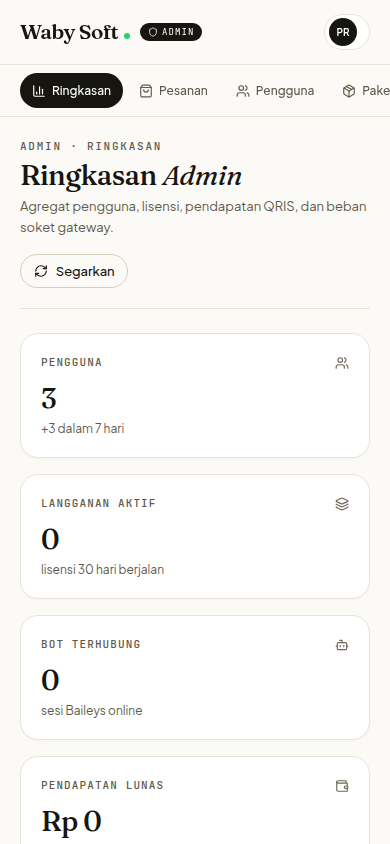 Waby Soft
ADMIN
PR
Ringkasan
Pesanan
Pengguna
Pake
ADMIN · RINGKASAN
Ringkasan Admin
Agregat pengguna, lisensi, pendapatan QRIS, dan beban
soket gateway.
Segarkan
PENGGUNA
3
+3 dalam 7 hari
LANGGANAN AKTIF
0
lisensi 30 hari berjalan
BOT TERHUBUNG
0
sesi Baileys online
PENDAPATAN LUNAS
Rp 0